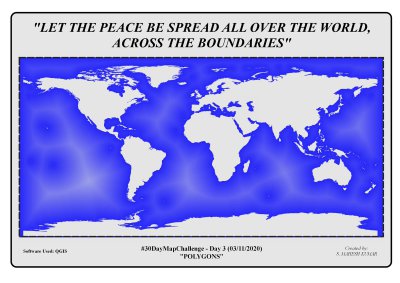 "LET THE PEACE BE SPREAD ALL OVER THE WORLD,
ACROSS THE BOUNDARIES"
Software Used: QGIS
#30DayMapChallenge - Day 3 (03/11/2020)
"POLYGONS"
Created by:
KUMAR